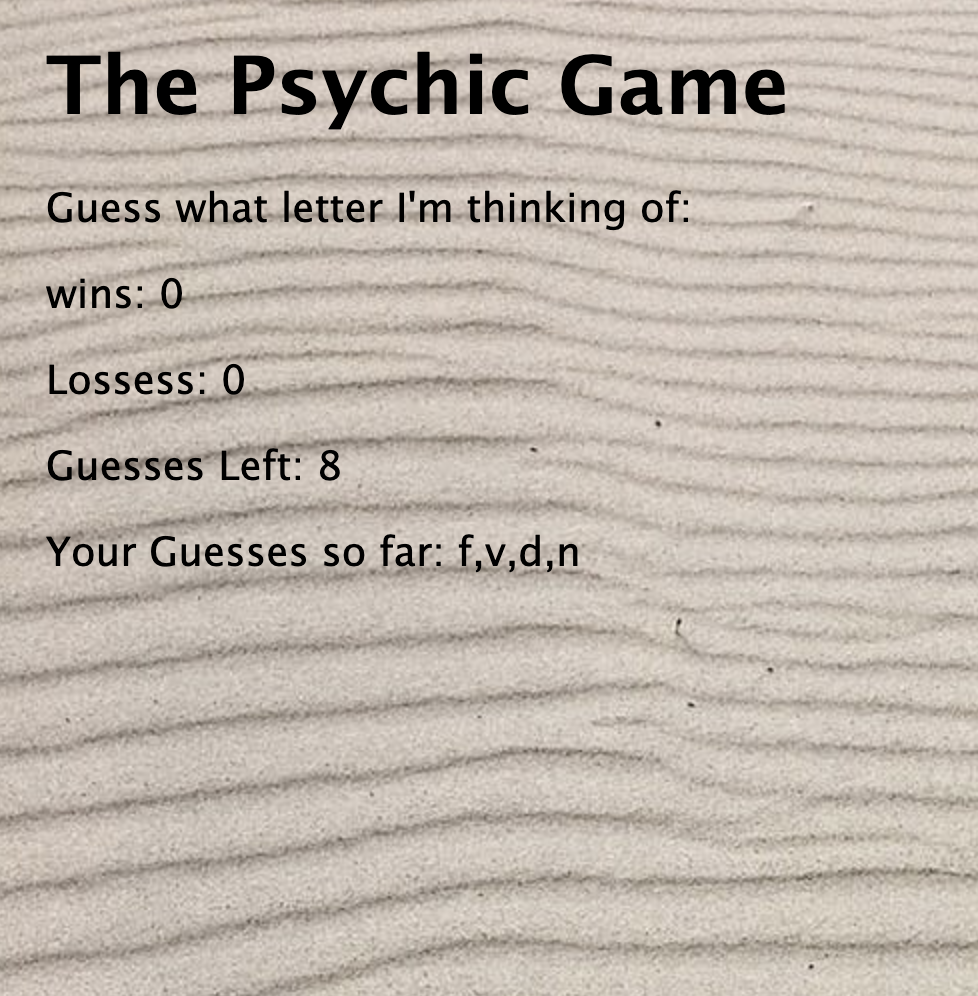 The Psychic Game
Guess what letter I'm thinking of:
wins: 0
Lossess: 0
Guesses Left: 8
Your Guesses so far: f,v,d,n